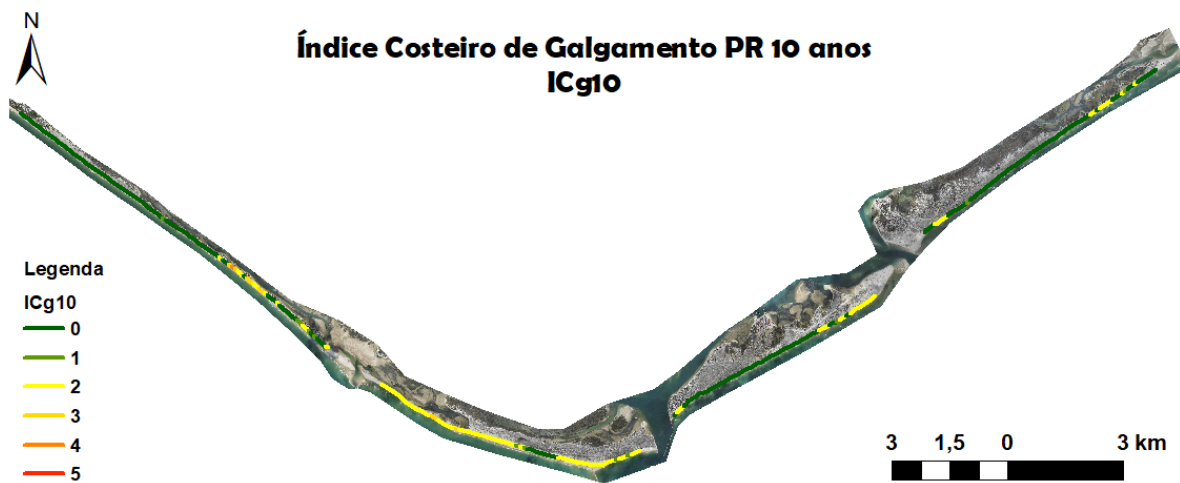 N
Índice Costeiro de Galgamento PR 10 anos
ICg10
Legenda
ICg10
0
1
2
3
4
5
3 1,5 0 3 km